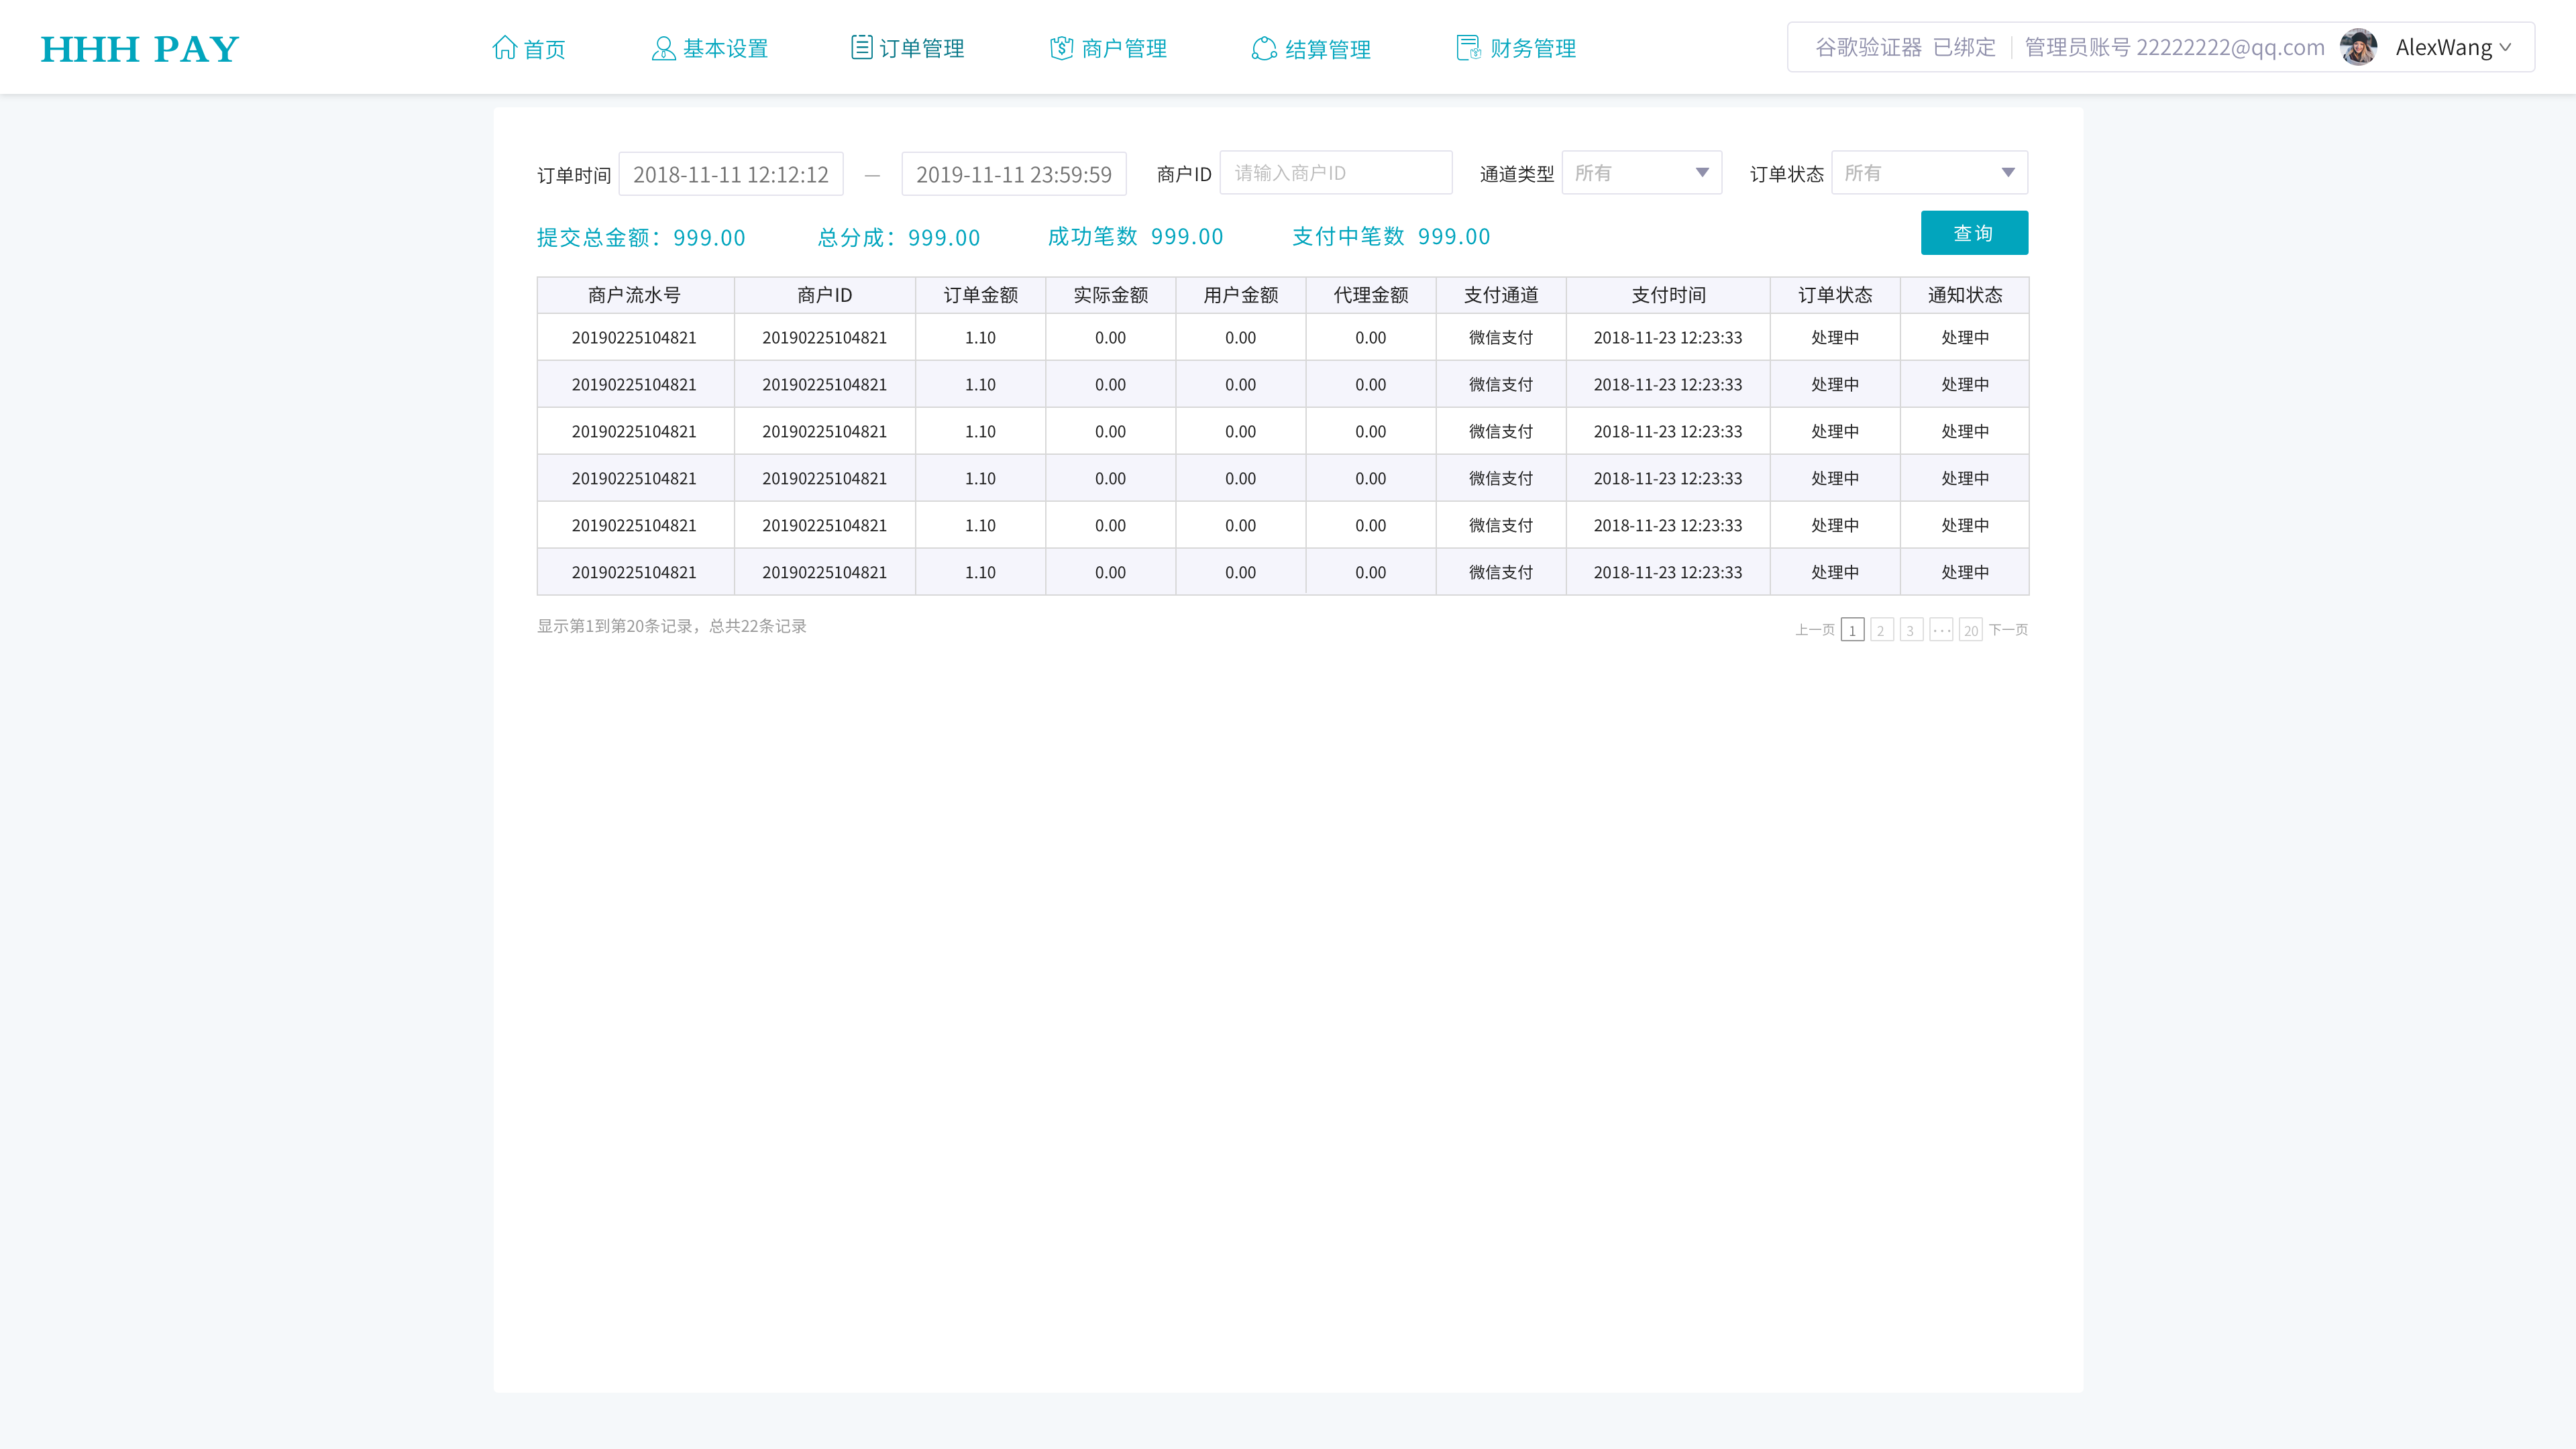 HHH PAY 首页 基本设置 订单管理 商户管理 结算管理 财务管理 谷歌验证器 已绑定 管理员账号 22222222@qq.com AlexWang
订单时间 2018-11-11 12:12:12 — 2019-11-11 23:59:59 商户ID 请输入商户ID 通道类型 所有 订单状态 所有
提交总金额：999.00 总分成：999.00 成功笔数 999.00 支付中笔数 999.00 查询
商户流水号 商户ID 订单金额 实际金额 用户金额 代理金额 支付通道 支付时间 订单状态 通知状态
20190225104821 20190225104821 1.10 0.00 0.00 0.00 微信支付 2018-11-23 12:23:33 处理中 处理中
20190225104821 20190225104821 1.10 0.00 0.00 0.00 微信支付 2018-11-23 12:23:33 处理中 处理中
20190225104821 20190225104821 1.10 0.00 0.00 0.00 微信支付 2018-11-23 12:23:33 处理中 处理中
20190225104821 20190225104821 1.10 0.00 0.00 0.00 微信支付 2018-11-23 12:23:33 处理中 处理中
20190225104821 20190225104821 1.10 0.00 0.00 0.00 微信支付 2018-11-23 12:23:33 处理中 处理中
20190225104821 20190225104821 1.10 0.00 0.00 0.00 微信支付 2018-11-23 12:23:33 处理中 处理中
显示第1到第20条记录，总共22条记录 上一页 1 2 3 ··· 20 下一页